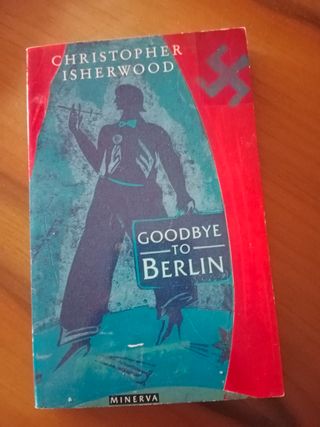 CHRISTOPHER
ISHERWOOD
GOODBYE
TO
BERLIN
MINERVA